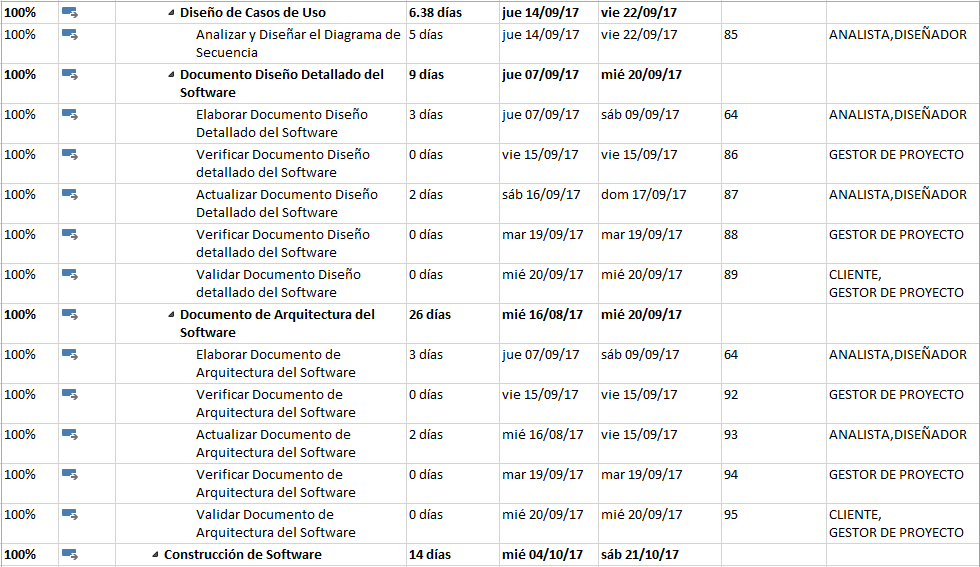 100% Diseño de Casos de Uso 6.38 días jue 14/09/17 vie 22/09/17
100% Analizar y Diseñar el Diagrama de 5 días jue 14/09/17 vie 22/09/17 85 ANALISTA,DISEÑADOR
Secuencia
100% Documento Diseño Detallado del 9 días jue 07/09/17 mié 20/09/17
Software
100% Elaborar Documento Diseño 3 días jue 07/09/17 sáb 09/09/17 64 ANALISTA,DISEÑADOR
Detallado del Software
100% Verificar Documento Diseño 0 días vie 15/09/17 vie 15/09/17 86 GESTOR DE PROYECTO
detallado del Software
100% Actualizar Documento Diseño 2 días sáb 16/09/17 dom 17/09/17 87 ANALISTA,DISEÑADOR
Detallado del Software
100% Verificar Documento Diseño 0 días mar 19/09/17 mar 19/09/17 88 GESTOR DE PROYECTO
detallado del Software
100% Validar Documento Diseño 0 días mié 20/09/17 mié 20/09/17 89 CLIENTE,
detallado del Software GESTOR DE PROYECTO
100% Documento de Arquitectura del 26 días mié 16/08/17 mié 20/09/17
Software
100% Elaborar Documento de 3 días jue 07/09/17 sáb 09/09/17 64 ANALISTA,DISEÑADOR
Arquitectura del Software
100% Verificar Documento de 0 días vie 15/09/17 vie 15/09/17 92 GESTOR DE PROYECTO
Arquitectura del Software
100% Actualizar Documento de 2 días mié 16/08/17 vie 15/09/17 93 ANALISTA,DISEÑADOR
Arquitectura del Software
100% Verificar Documento de 0 días mar 19/09/17 mar 19/09/17 94 GESTOR DE PROYECTO
Arquitectura del Software
100% Validar Documento de 0 días mié 20/09/17 mié 20/09/17 95 CLIENTE,
Arquitectura del Software GESTOR DE PROYECTO
100% Construcción de Software 14 días mié 04/10/17 sáb 21/10/17